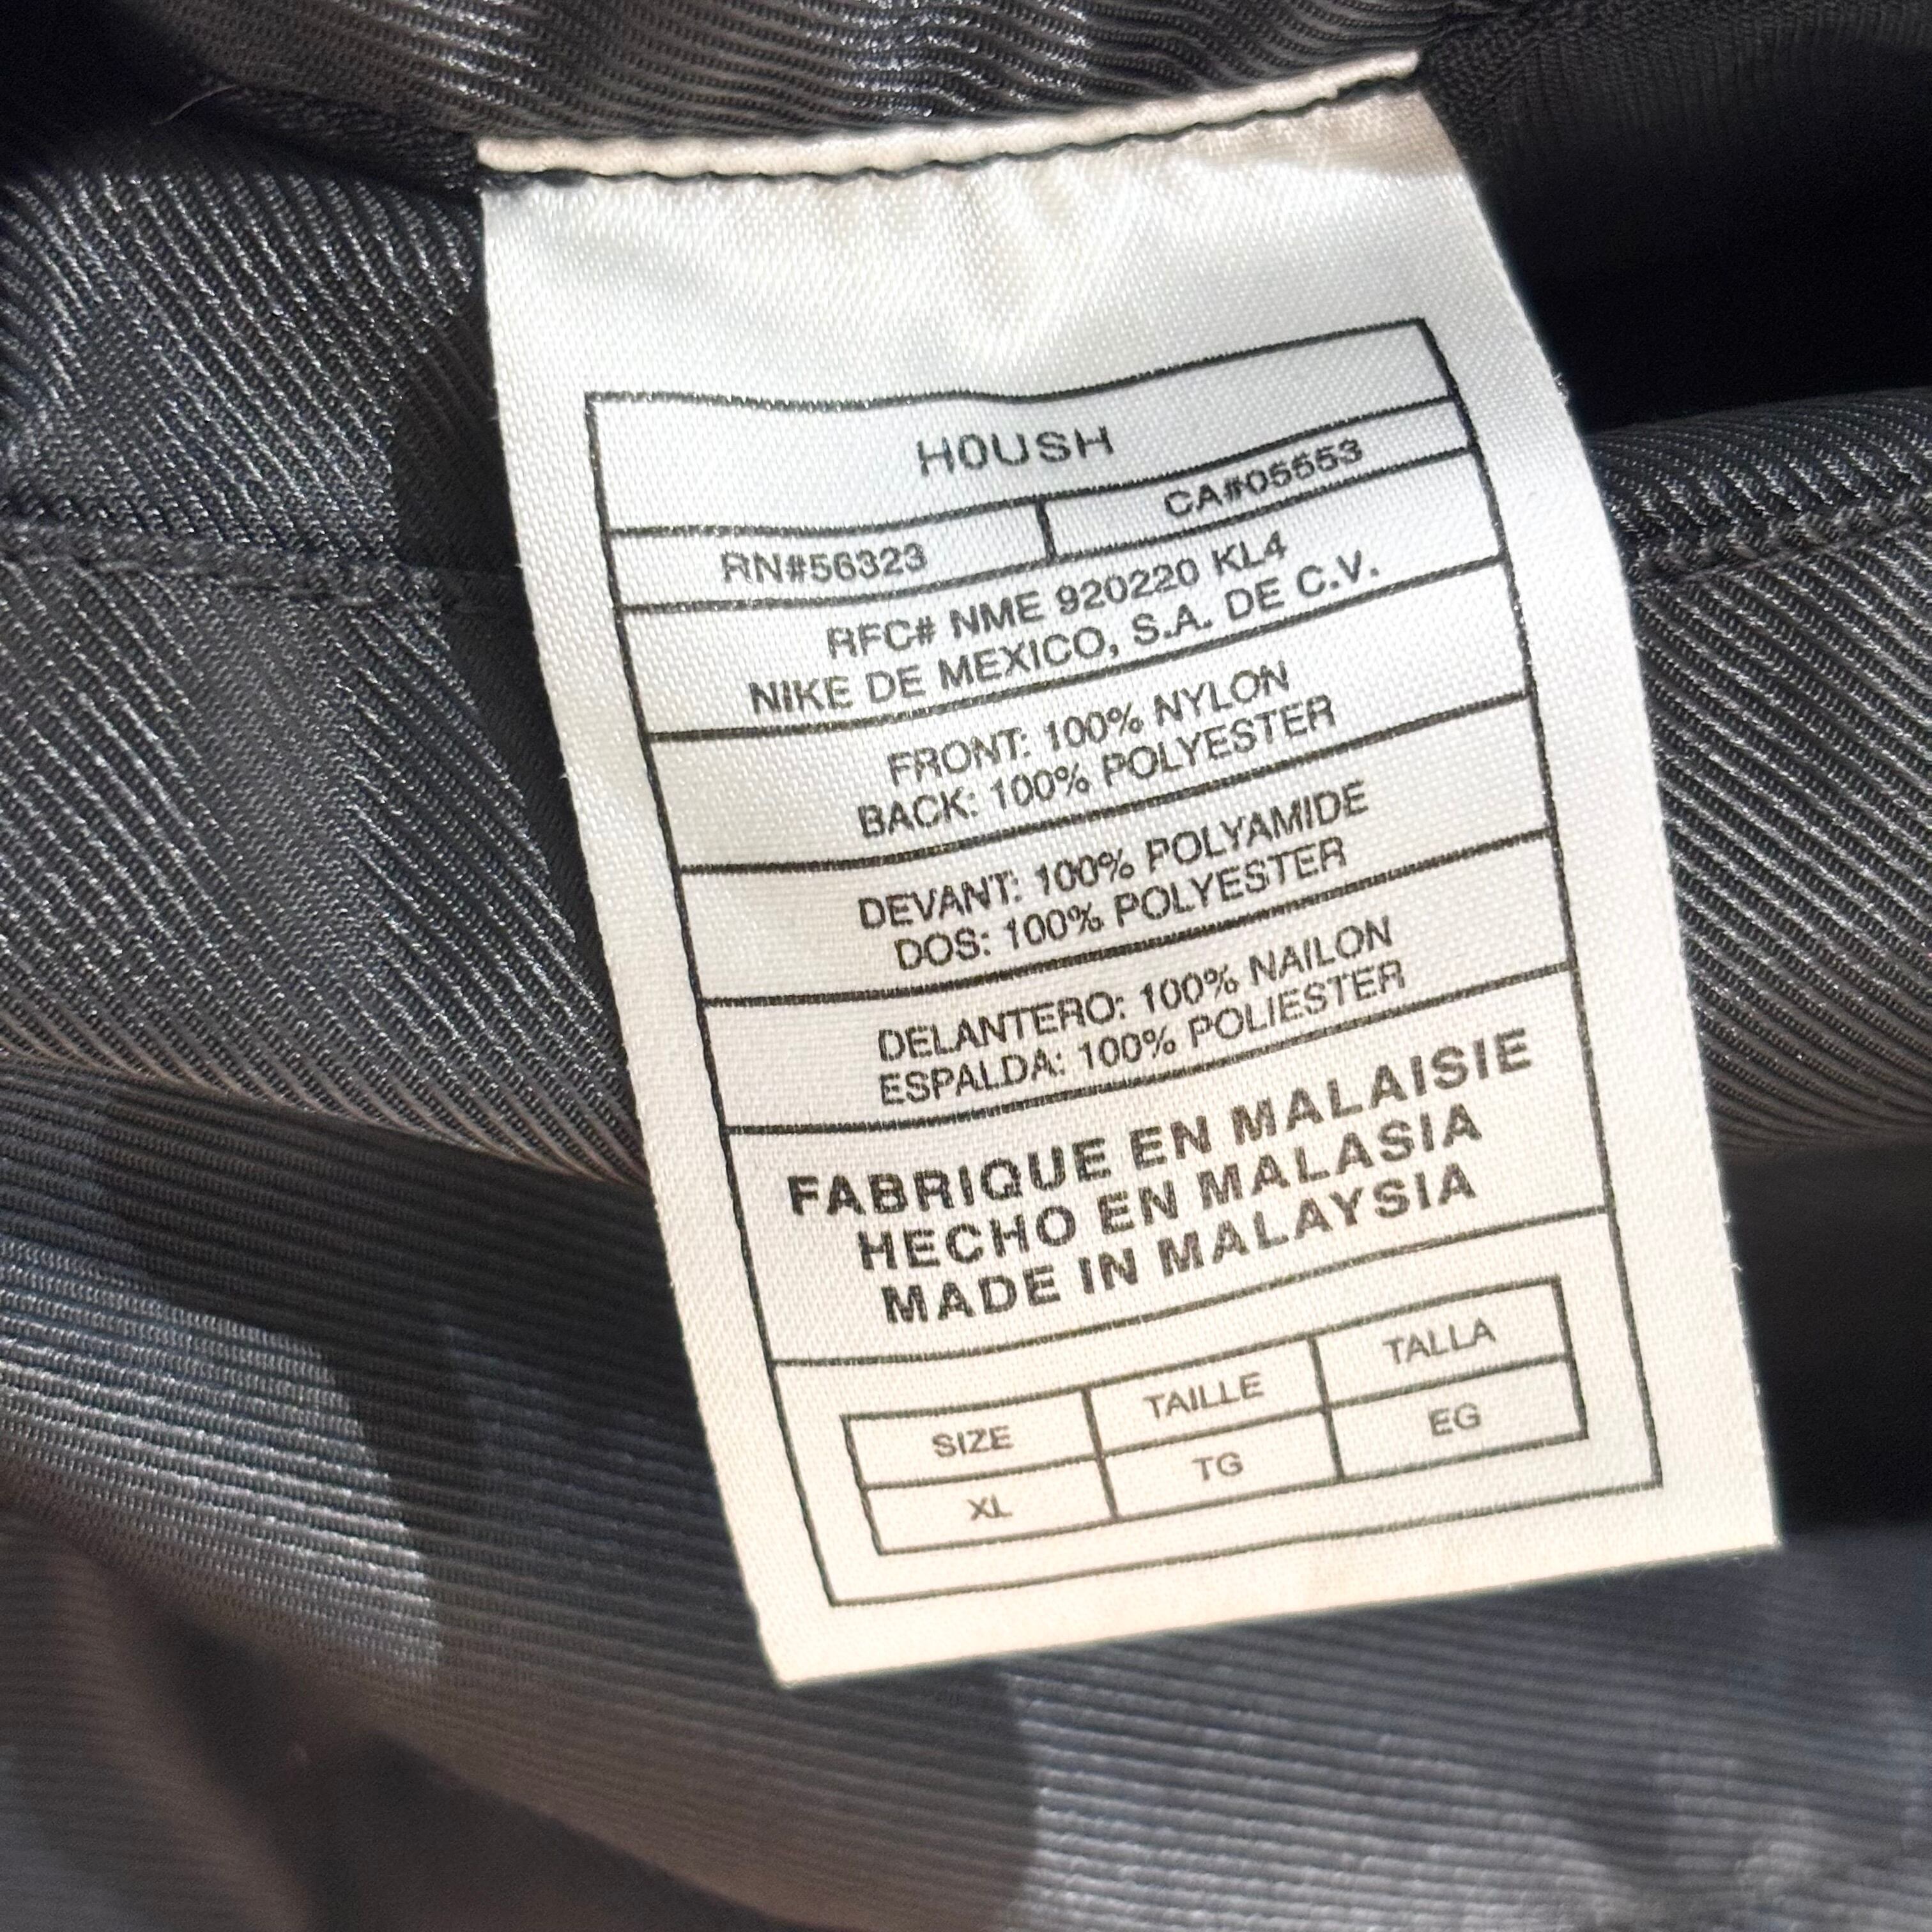 H0USH
RN#56323 CA#05553
RFC# NME 920220 KL4
NIKE DE MEXICO, S.A. DE C.V.
FRONT: 100% NYLON
BACK: 100% POLYESTER
DEVANT: 100% POLYAMIDE
DOS: 100% POLYESTER
DELANTERO: 100% NAILON
ESPALDA: 100% POLIESTER
FABRIQUE EN MALAISIE
HECHO EN MALASIA
MADE IN MALAYSIA
SIZE TAILLE TALLA
XL TG EG